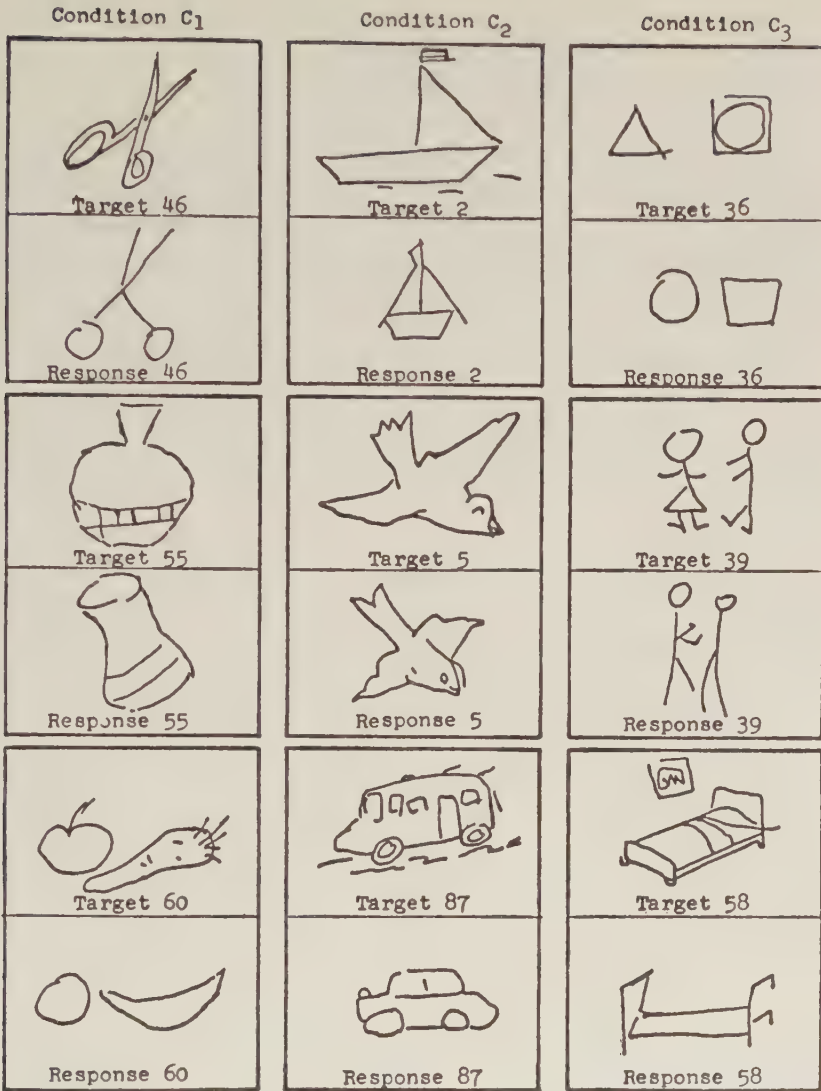 Condition C1 Condition C2 Condition C3
Target 46 Target 2 Target 36
Response 46 Response 2 Response 36
Target 55 Target 5 Target 39
Response 55 Response 5 Response 39
Target 60 Target 87 Target 58
Response 60 Response 87 Response 58